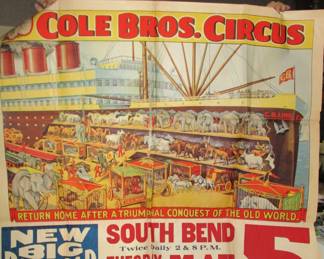 COLE BROS. CIRCUS
RETURN HOME AFTER A TRIUMPHAL CONQUEST OF THE OLD WORLD.
NEW
BIG
SOUTH BEND
Twice Daily 2 & 8 P.M.
5